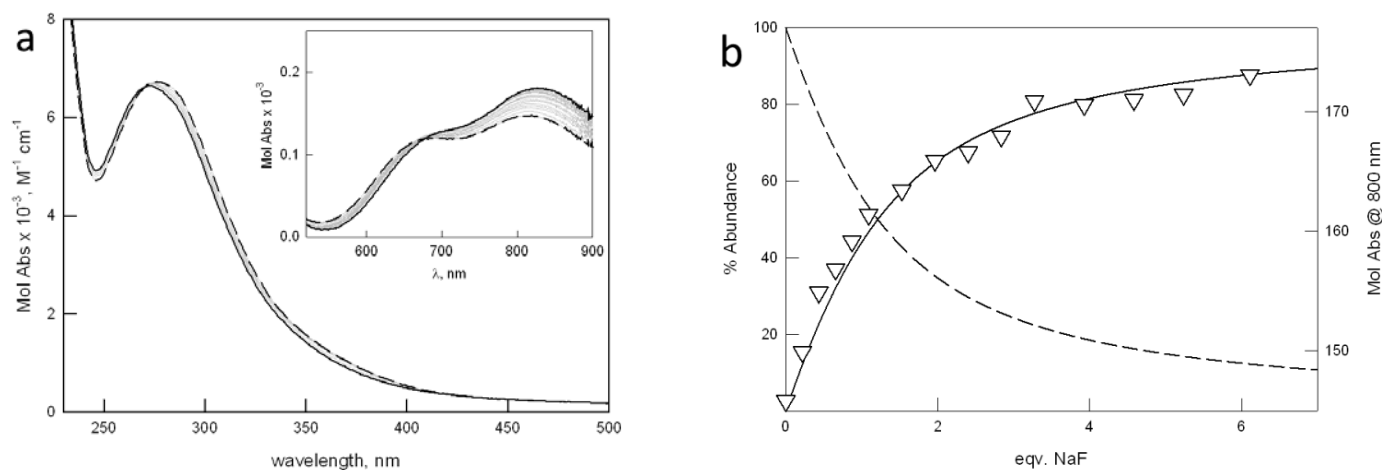 a
Mol Abs x 10⁻³, M⁻¹ cm⁻¹
8
6
4
2
0
250 300 350 400 450 500
wavelength, nm
Mol Abs x 10⁻³
0.2
0.1
0.0
600 700 800 900
λ, nm
b
% Abundance
100
80
60
40
20
0 2 4 6
eqv. NaF
170
160
150
145
Mol Abs @ 800 nm